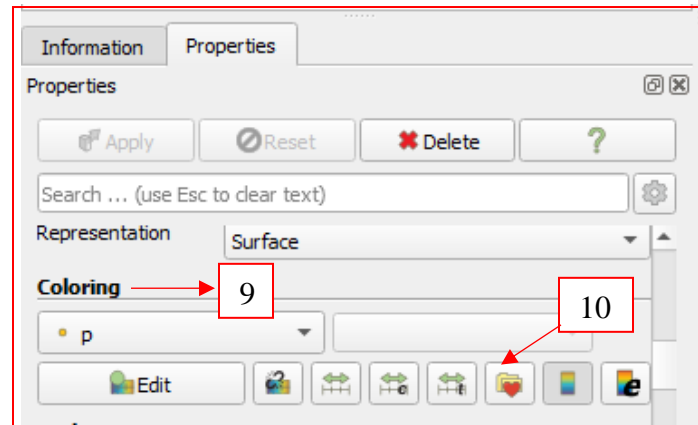 Information Properties
Properties
Apply Reset Delete ?
Search ... (use Esc to clear text)
Representation Surface
Coloring 9
10
p
Edit e